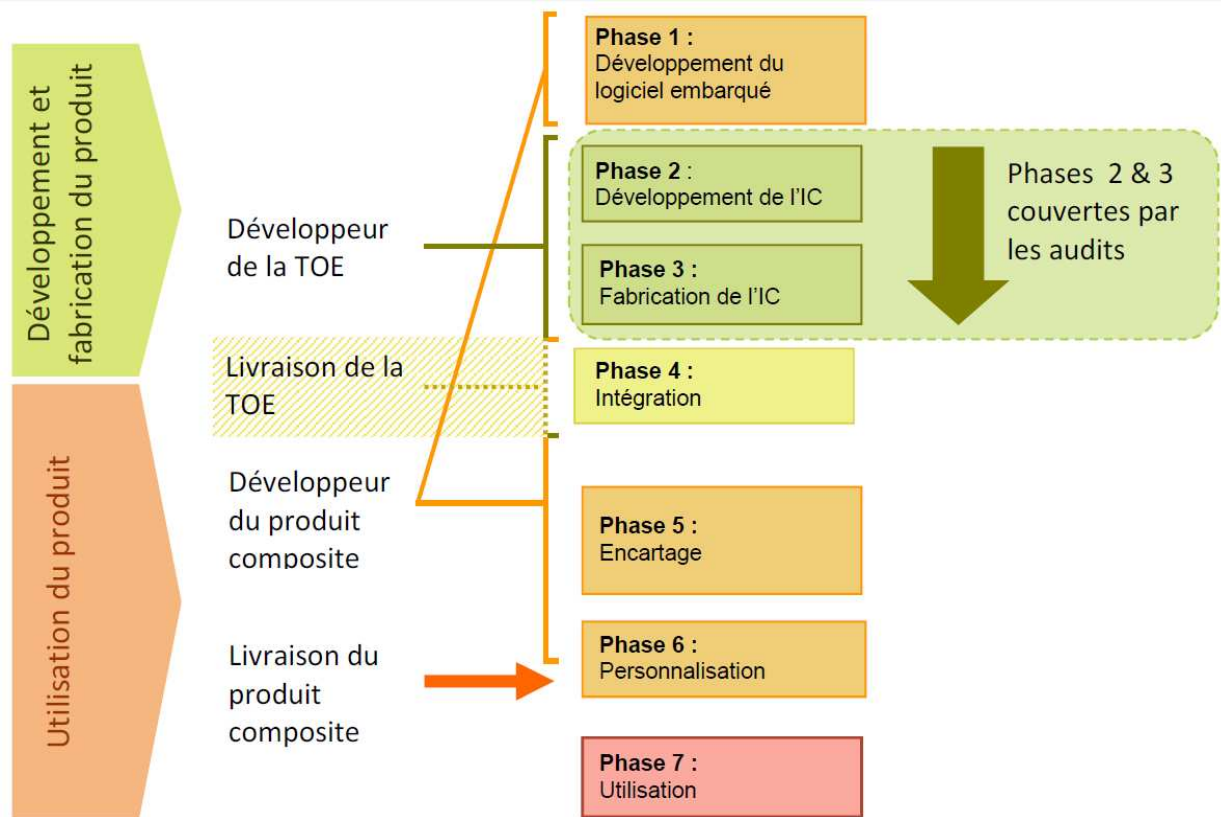 Développement et
fabrication du produit
Utilisation du produit
Développeur
de la TOE
Livraison de la
TOE
Développeur
du produit
composite
Livraison du
produit
composite
Phase 1 :
Développement du
logiciel embarqué
Phase 2 :
Développement de l'IC
Phase 3 :
Fabrication de l'IC
Phases 2 & 3
couvertes par
les audits
Phase 4 :
Intégration
Phase 5 :
Encartage
Phase 6 :
Personnalisation
Phase 7 :
Utilisation